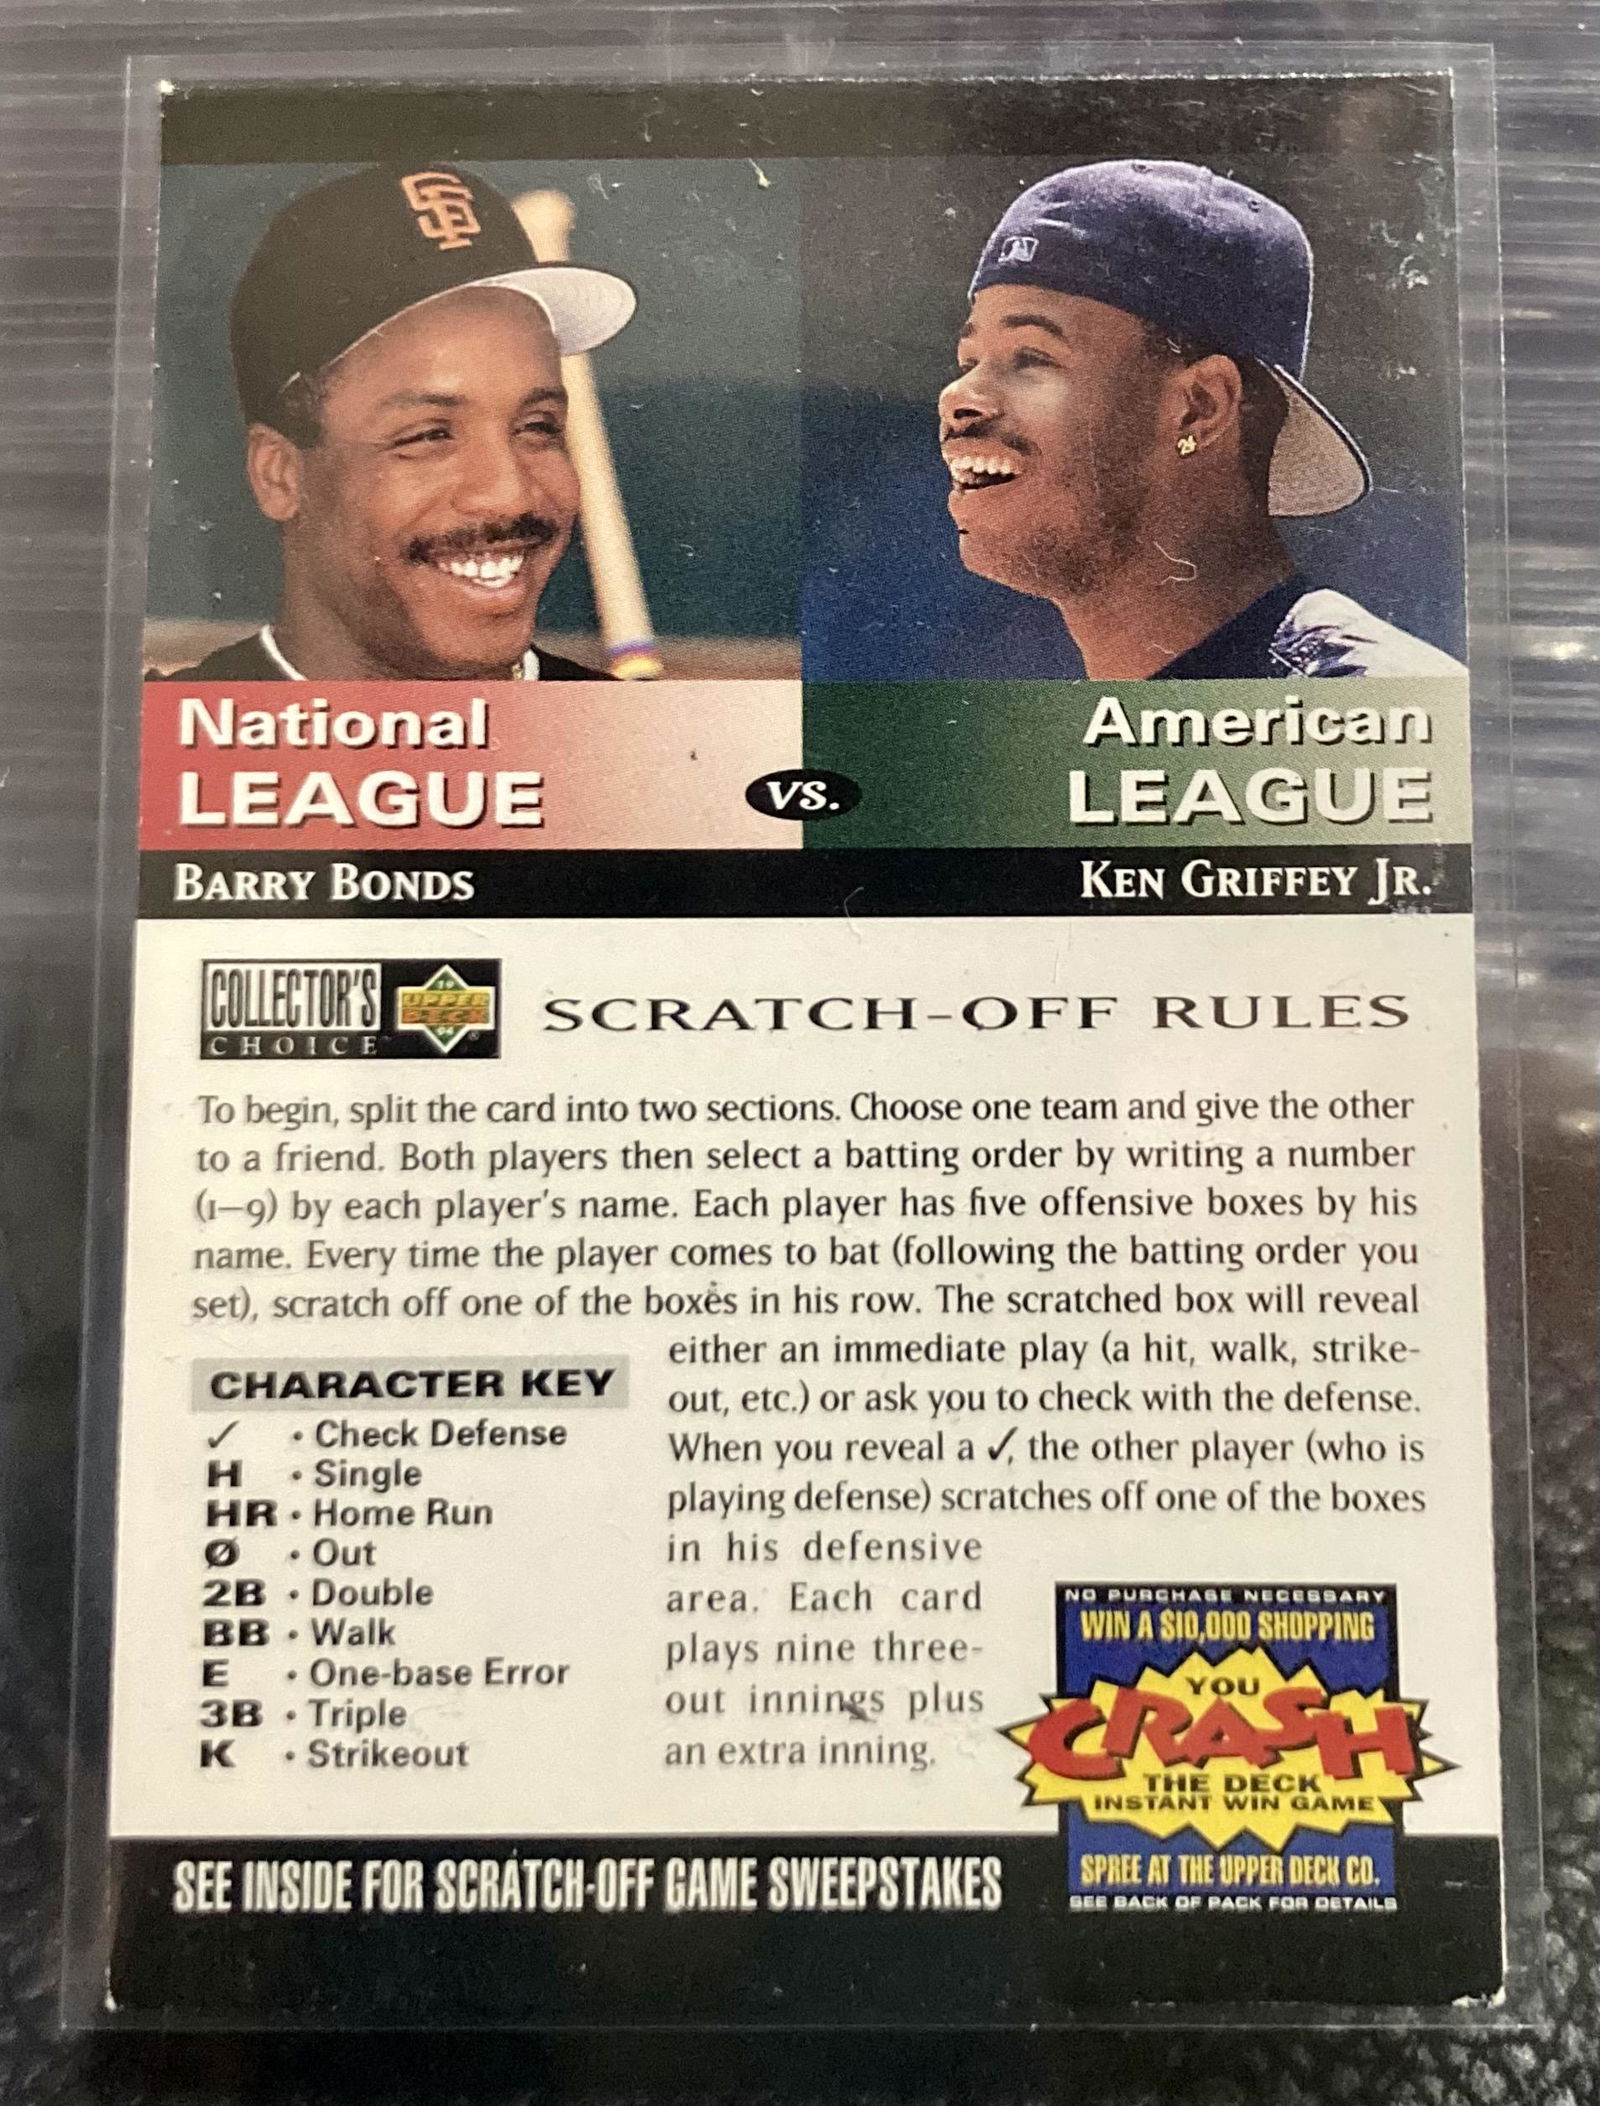 SF
24
National
LEAGUE
vs.
American
LEAGUE
BARRY BONDS
KEN GRIFFEY JR.
COLLECTOR'S
CHOICE
19
UPPER
DECK
94
SCRATCH-OFF RULES
To begin, split the card into two sections. Choose one team and give the other
to a friend. Both players then select a batting order by writing a number
(1–9) by each player's name. Each player has five offensive boxes by his
name. Every time the player comes to bat (following the batting order you
set), scratch off one of the boxes in his row. The scratched box will reveal
either an immediate play (a hit, walk, strike-
out, etc.) or ask you to check with the defense.
When you reveal a ✓, the other player (who is
playing defense) scratches off one of the boxes
in his defensive
area. Each card
plays nine three-
out innings plus
an extra inning.
CHARACTER KEY
✓ • Check Defense
H • Single
HR • Home Run
Ø • Out
2B • Double
BB • Walk
E • One-base Error
3B • Triple
K • Strikeout
NO PURCHASE NECESSARY
WIN A $10,000 SHOPPING
YOU
CRASH
THE DECK
INSTANT WIN GAME
SPREE AT THE UPPER DECK CO.
SEE BACK OF PACK FOR DETAILS
SEE INSIDE FOR SCRATCH-OFF GAME SWEEPSTAKES